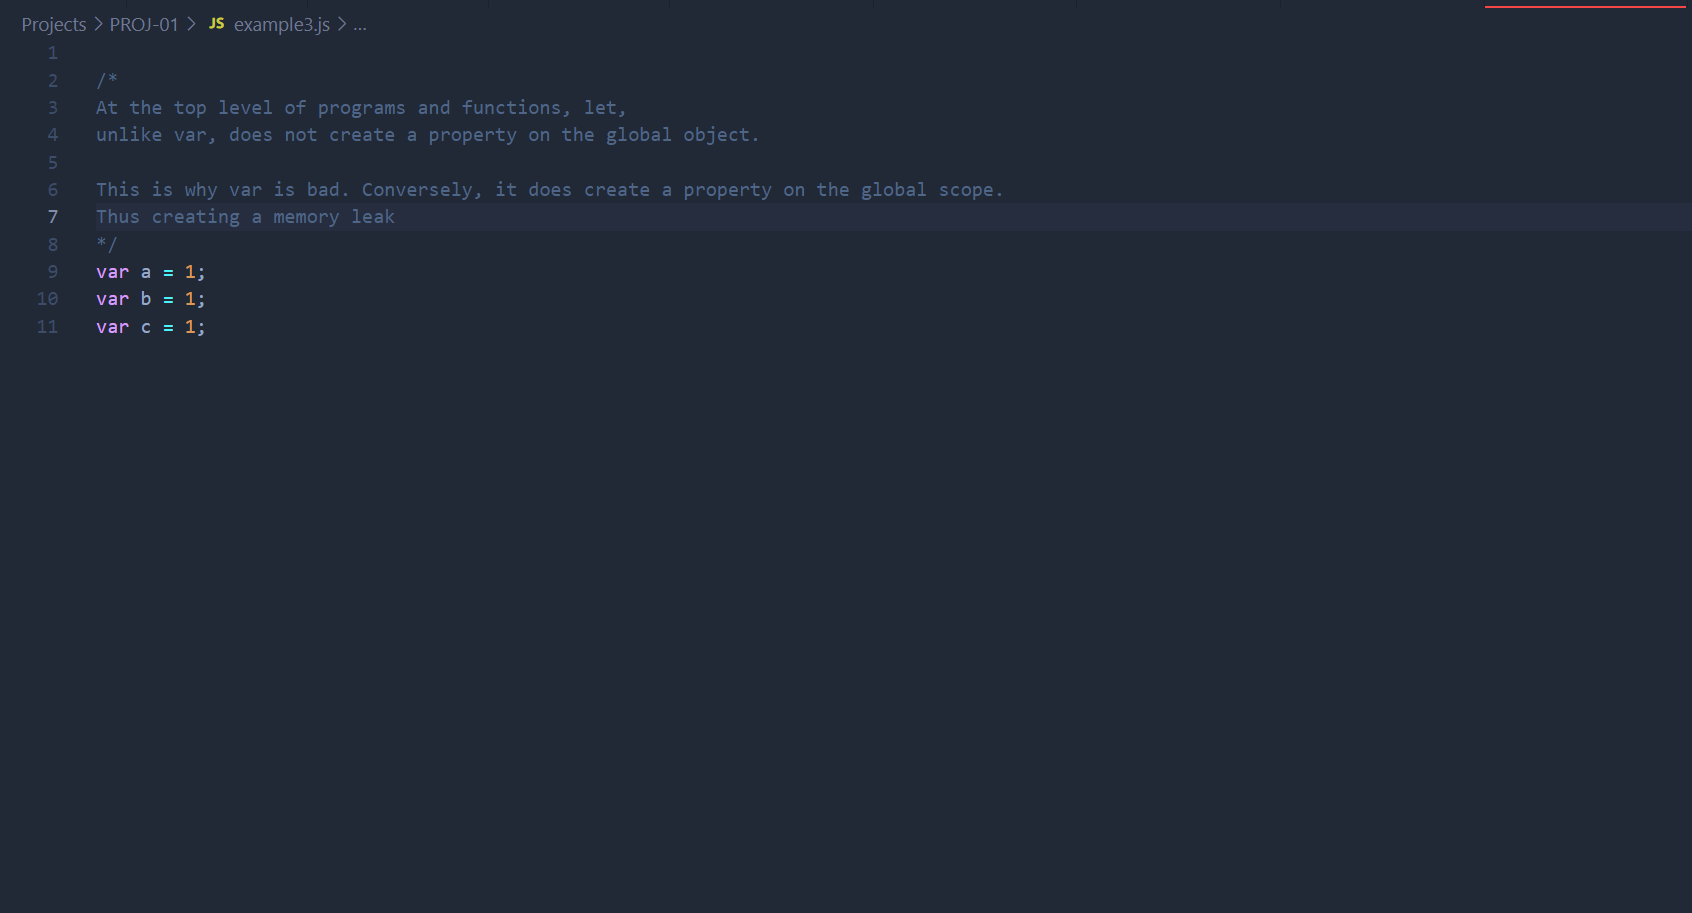 Projects > PROJ-01 > JS example3.js > ...
1
2 /*
3 At the top level of programs and functions, let,
4 unlike var, does not create a property on the global object.
5
6 This is why var is bad. Conversely, it does create a property on the global scope.
7 Thus creating a memory leak
8 */
9 var a = 1;
10 var b = 1;
11 var c = 1;